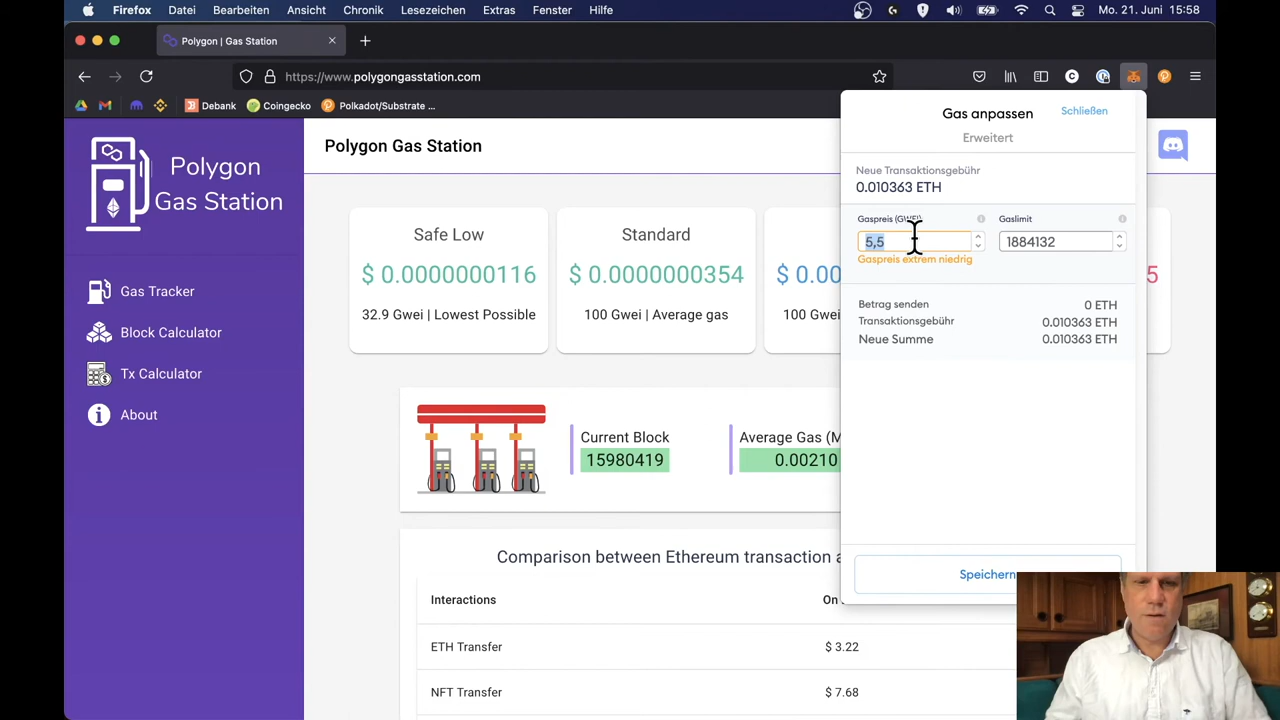 Firefox Datei Bearbeiten Ansicht Chronik Lesezeichen Extras Fenster Hilfe Mo. 21. Juni 15:58
Polygon | Gas Station
https://www.polygongasstation.com
Debank Coingecko Polkadot/Substrate ...
Polygon
Gas Station
Gas Tracker
Block Calculator
Tx Calculator
About
Polygon Gas Station
Safe Low
$ 0.0000000116
32.9 Gwei | Lowest Possible
Standard
$ 0.0000000354
100 Gwei | Average gas
$ 0.00
100 Gwei
5
Current Block
15980419
Average Gas (M
0.00210
Comparison between Ethereum transaction a
Interactions On
ETH Transfer $ 3.22
NFT Transfer $ 7.68
Gas anpassen Schließen
Erweitert
Neue Transaktionsgebühr
0.010363 ETH
Gaspreis (GWEI) Gaslimit
5,5 1884132
Gaspreis extrem niedrig
Betrag senden 0 ETH
Transaktionsgebühr 0.010363 ETH
Neue Summe 0.010363 ETH
Speichern